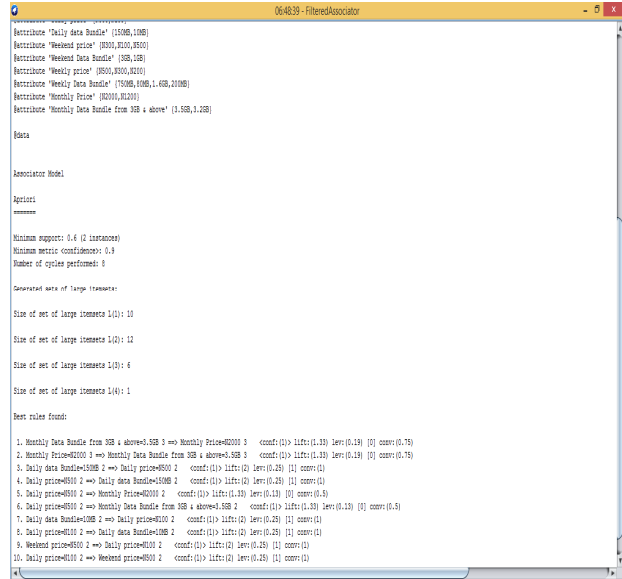 06:48:39 - FilteredAssociator
@attribute 'Daily data Bundle' {150MB,10MB}
@attribute 'Weekend price' {N300,N100,N500}
@attribute 'Weekend Data Bundle' {3GB,1GB}
@attribute 'Weekly price' {N500,N300,N200}
@attribute 'Weekly Data Bundle' {750MB,80MB,1.6GB,200MB}
@attribute 'Monthly Price' {N2000,N1200}
@attribute 'Monthly Data Bundle from 3GB & above' {3.5GB,3.2GB}
@data
Associator Model
Apriori
=======
Minimum support: 0.6 (2 instances)
Minimum metric <confidence>: 0.9
Number of cycles performed: 8
Generated sets of large itemsets:
Size of set of large itemsets L(1): 10
Size of set of large itemsets L(2): 12
Size of set of large itemsets L(3): 6
Size of set of large itemsets L(4): 1
Best rules found:
1. Monthly Data Bundle from 3GB & above=3.5GB 3 ==> Monthly Price=N2000 3 <conf:(1)> lift:(1.33) lev:(0.19) [0] conv:(0.75)
2. Monthly Price=N2000 3 ==> Monthly Data Bundle from 3GB & above=3.5GB 3 <conf:(1)> lift:(1.33) lev:(0.19) [0] conv:(0.75)
3. Daily data Bundle=150MB 2 ==> Daily price=N500 2 <conf:(1)> lift:(2) lev:(0.25) [1] conv:(1)
4. Daily price=N500 2 ==> Daily data Bundle=150MB 2 <conf:(1)> lift:(2) lev:(0.25) [1] conv:(1)
5. Daily price=N500 2 ==> Monthly Price=N2000 2 <conf:(1)> lift:(1.33) lev:(0.13) [0] conv:(0.5)
6. Daily price=N500 2 ==> Monthly Data Bundle from 3GB & above=3.5GB 2 <conf:(1)> lift:(1.33) lev:(0.13) [0] conv:(0.5)
7. Daily data Bundle=10MB 2 ==> Daily price=N100 2 <conf:(1)> lift:(2) lev:(0.25) [1] conv:(1)
8. Daily price=N100 2 ==> Daily data Bundle=10MB 2 <conf:(1)> lift:(2) lev:(0.25) [1] conv:(1)
9. Weekend price=N500 2 ==> Daily price=N100 2 <conf:(1)> lift:(2) lev:(0.25) [1] conv:(1)
10. Daily price=N100 2 ==> Weekend price=N500 2 <conf:(1)> lift:(2) lev:(0.25) [1] conv:(1)